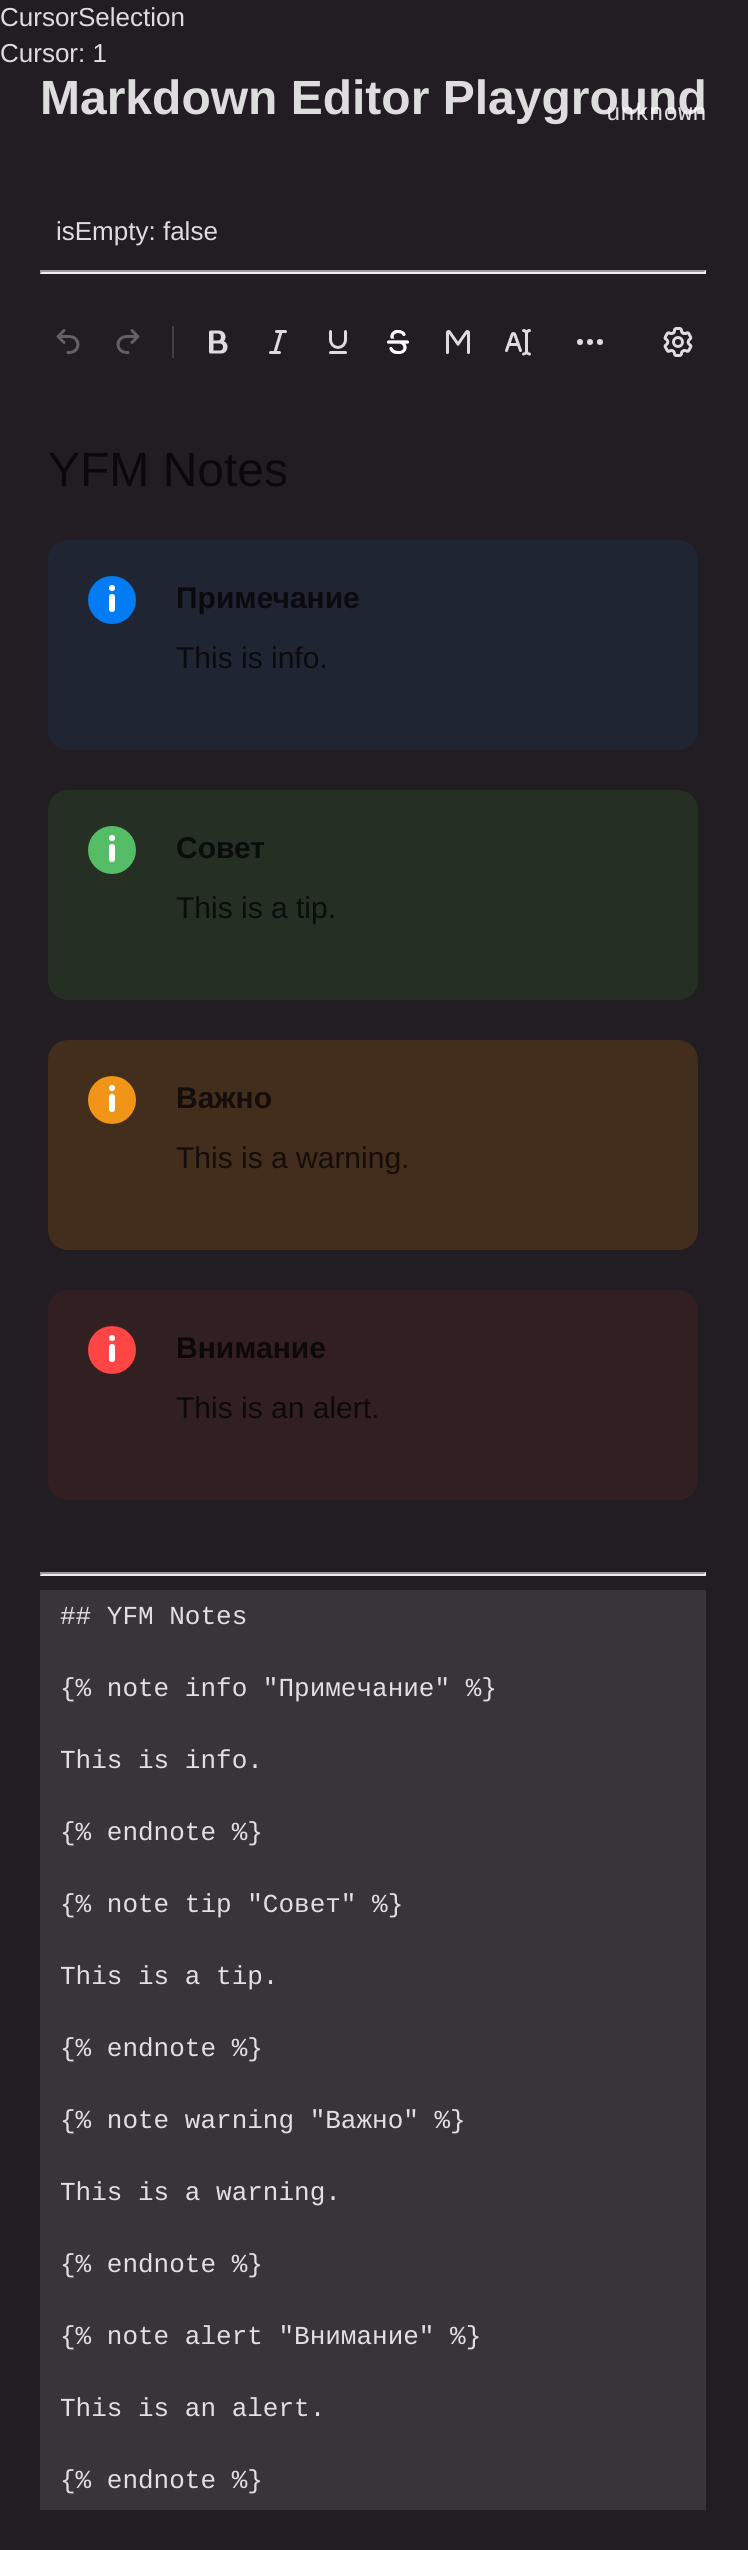 CursorSelection
Cursor: 1
Markdown Editor Playground
unknown
isEmpty: false
YFM Notes
Примечание
This is info.
Совет
This is a tip.
Важно
This is a warning.
Внимание
This is an alert.
## YFM Notes
{% note info "Примечание" %}
This is info.
{% endnote %}
{% note tip "Совет" %}
This is a tip.
{% endnote %}
{% note warning "Важно" %}
This is a warning.
{% endnote %}
{% note alert "Внимание" %}
This is an alert.
{% endnote %}